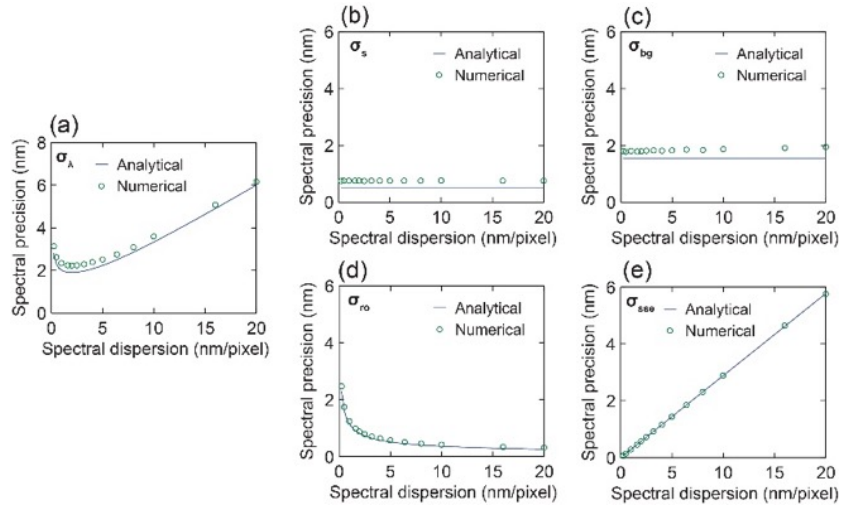 (a)
Spectral precision (nm)
8
6
4
2
0
σλ
Analytical
Numerical
0 5 10 15 20
Spectral dispersion (nm/pixel)
(b)
Spectral precision (nm)
6
4
2
0
σs
Analytical
Numerical
0 5 10 15 20
Spectral dispersion (nm/pixel)
(c)
Spectral precision (nm)
6
4
2
0
σbg
Analytical
Numerical
0 5 10 15 20
Spectral dispersion (nm/pixel)
(d)
Spectral precision (nm)
6
4
2
0
σro
Analytical
Numerical
0 5 10 15 20
Spectral dispersion (nm/pixel)
(e)
Spectral precision (nm)
6
4
2
0
σsse
Analytical
Numerical
0 5 10 15 20
Spectral dispersion (nm/pixel)